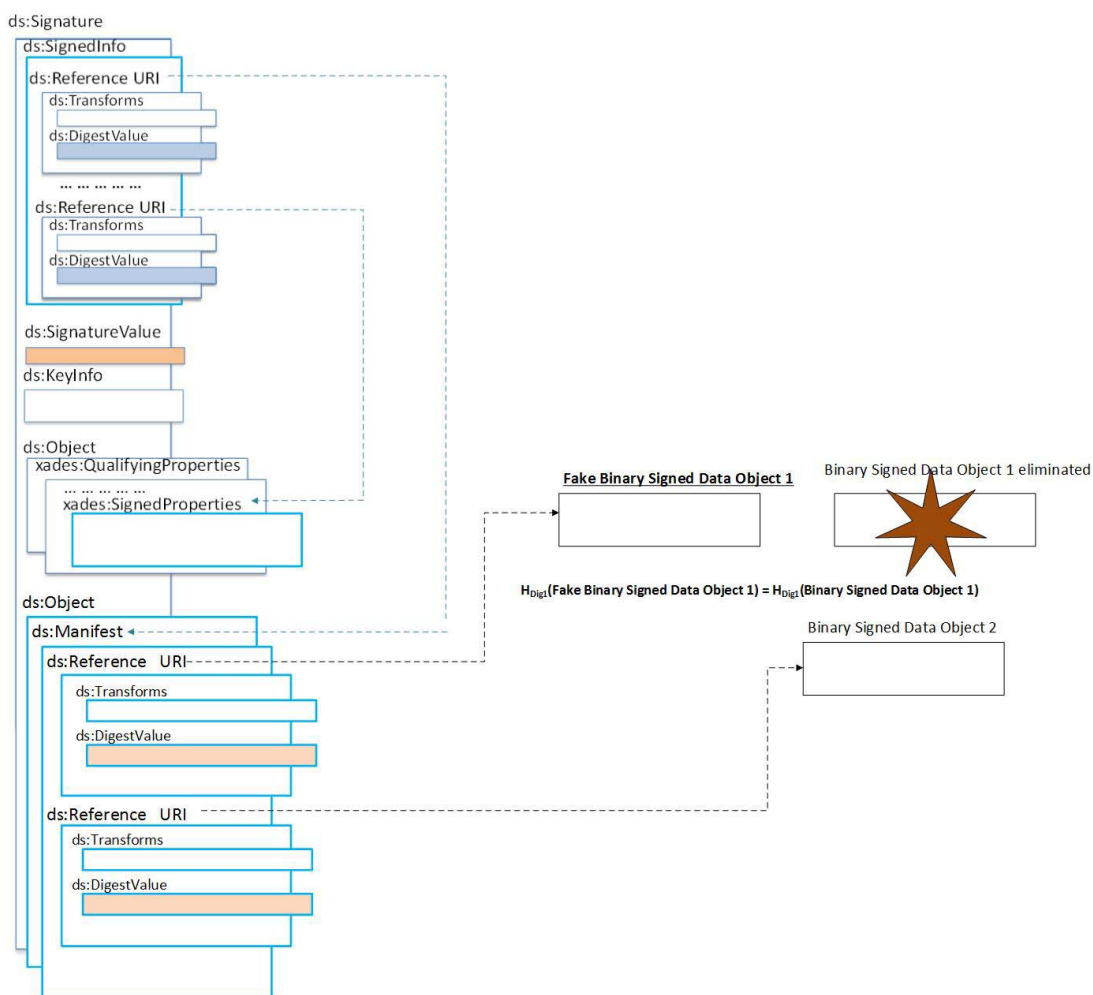 ds:Signature
ds:SignedInfo
ds:Reference URI
ds:Transforms
ds:DigestValue
... ... ... ... ...
ds:Reference URI
ds:Transforms
ds:DigestValue
ds:SignatureValue
ds:KeyInfo
ds:Object
xades:QualifyingProperties
... ... ... ... ...
xades:SignedProperties
ds:Object
ds:Manifest
ds:Reference URI
ds:Transforms
ds:DigestValue
ds:Reference URI
ds:Transforms
ds:DigestValue
Fake Binary Signed Data Object 1
Binary Signed Data Object 1 eliminated
HDig1(Fake Binary Signed Data Object 1) = HDig1(Binary Signed Data Object 1)
Binary Signed Data Object 2